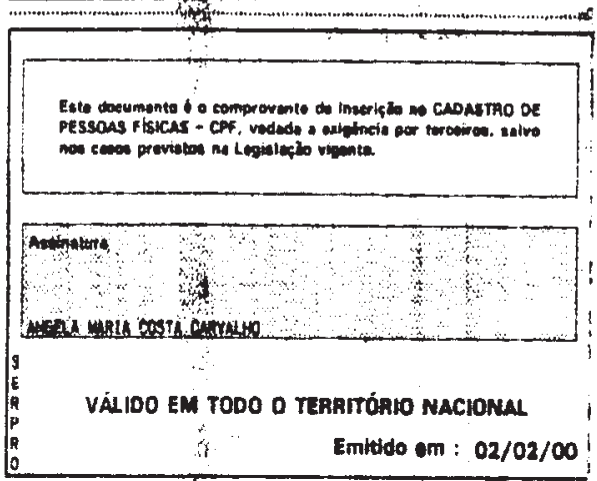 Este documento é o comprovante de inscrição no CADASTRO DE
PESSOAS FÍSICAS - CPF, vedada a exigência por terceiros, salvo
nos casos previstos na Legislação vigente.
Assinatura
ANGELA MARIA COSTA CARVALHO
SERPRO
VÁLIDO EM TODO O TERRITÓRIO NACIONAL
Emitido em : 02/02/00